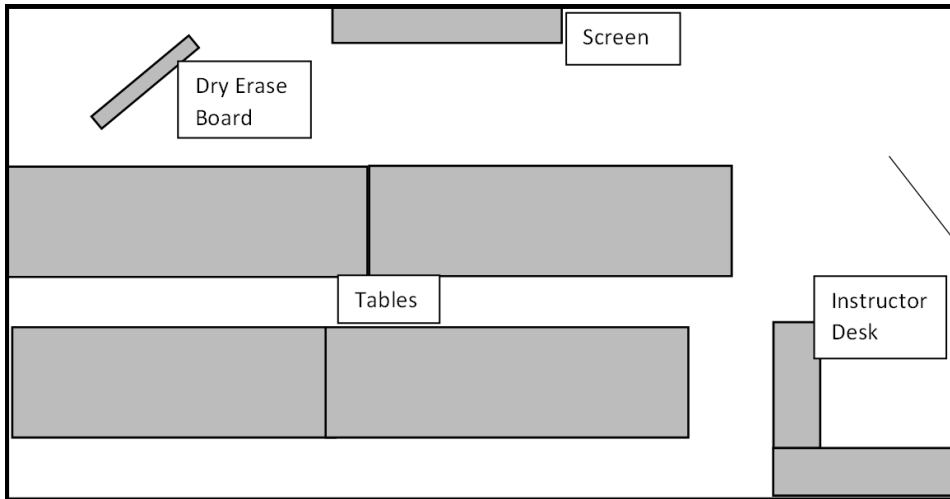 Screen
Dry Erase
Board
Tables
Instructor
Desk